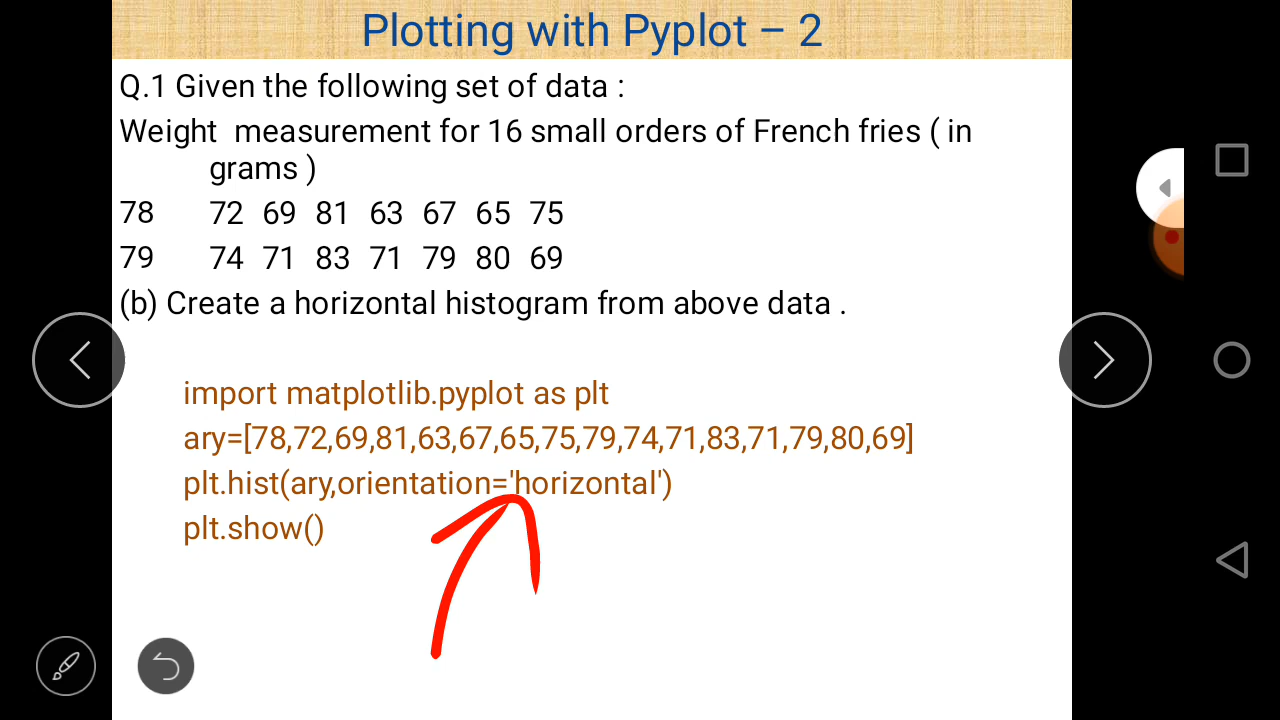 Plotting with Pyplot – 2
Q.1 Given the following set of data :
Weight measurement for 16 small orders of French fries ( in
grams )
78 72 69 81 63 67 65 75
79 74 71 83 71 79 80 69
(b) Create a horizontal histogram from above data .
import matplotlib.pyplot as plt
ary=[78,72,69,81,63,67,65,75,79,74,71,83,71,79,80,69]
plt.hist(ary,orientation='horizontal')
plt.show()